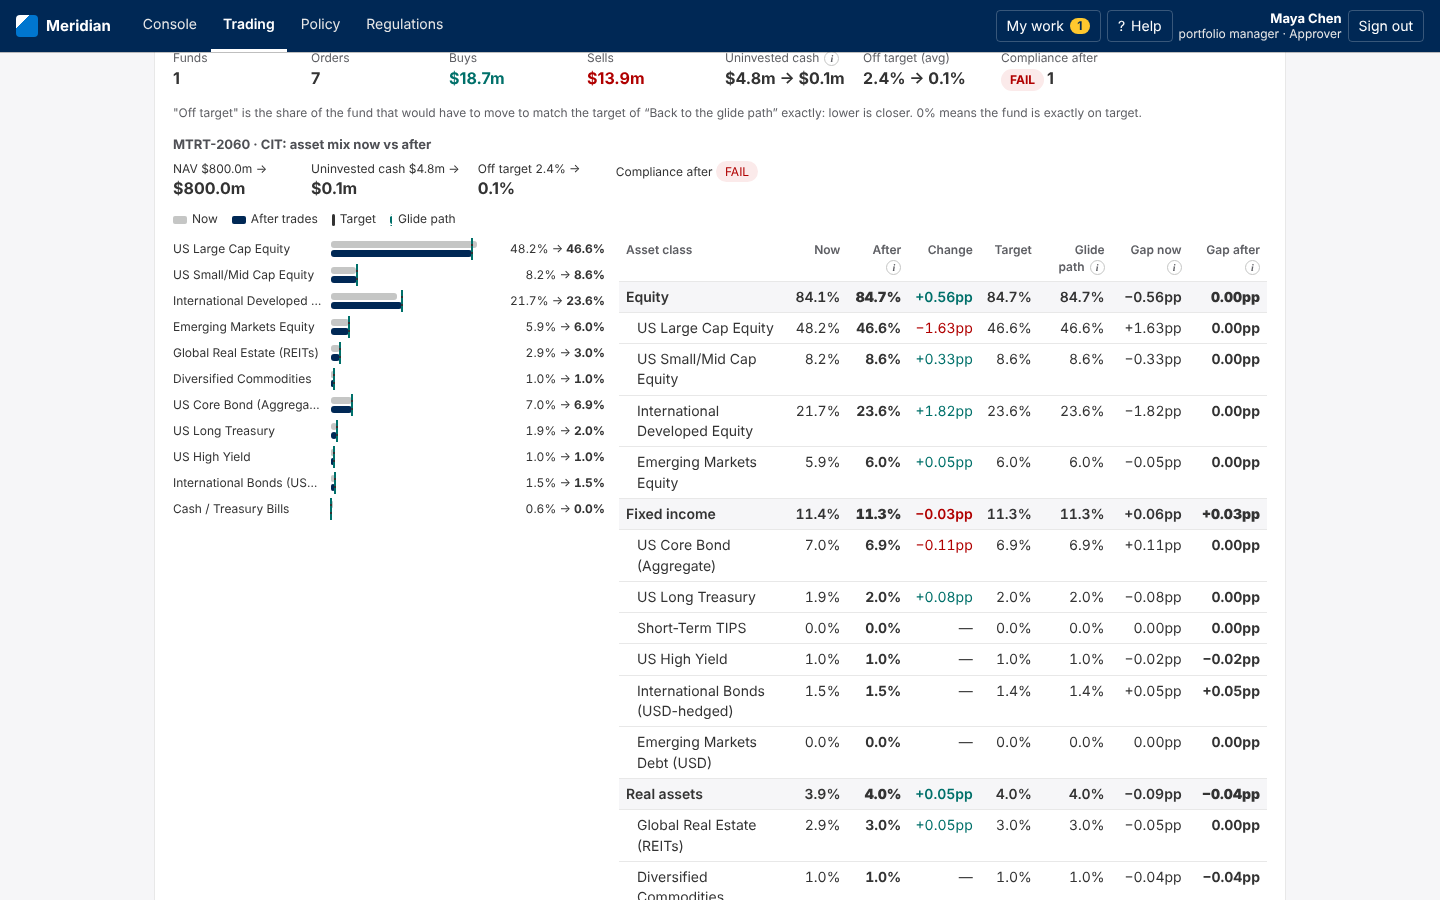 Meridian
Console
Trading
Policy
Regulations
My work 1
? Help
Maya Chen
portfolio manager · Approver
Sign out
Funds
1
Orders
7
Buys
$18.7m
Sells
$13.9m
Uninvested cash i
$4.8m → $0.1m
Off target (avg)
2.4% → 0.1%
Compliance after
FAIL 1
"Off target" is the share of the fund that would have to move to match the target of “Back to the glide path” exactly: lower is closer. 0% means the fund is exactly on target.
MTRT-2060 · CIT: asset mix now vs after
NAV $800.0m →
$800.0m
Uninvested cash $4.8m →
$0.1m
Off target 2.4% →
0.1%
Compliance after FAIL
Now After trades Target Glide path
US Large Cap Equity 48.2% → 46.6%
US Small/Mid Cap Equity 8.2% → 8.6%
International Developed ... 21.7% → 23.6%
Emerging Markets Equity 5.9% → 6.0%
Global Real Estate (REITs) 2.9% → 3.0%
Diversified Commodities 1.0% → 1.0%
US Core Bond (Aggrega... 7.0% → 6.9%
US Long Treasury 1.9% → 2.0%
US High Yield 1.0% → 1.0%
International Bonds (US... 1.5% → 1.5%
Cash / Treasury Bills 0.6% → 0.0%
Asset class Now After i Change Target Glide path i Gap now i Gap after i
Equity 84.1% 84.7% +0.56pp 84.7% 84.7% −0.56pp 0.00pp
US Large Cap Equity 48.2% 46.6% −1.63pp 46.6% 46.6% +1.63pp 0.00pp
US Small/Mid Cap Equity 8.2% 8.6% +0.33pp 8.6% 8.6% −0.33pp 0.00pp
International Developed Equity 21.7% 23.6% +1.82pp 23.6% 23.6% −1.82pp 0.00pp
Emerging Markets Equity 5.9% 6.0% +0.05pp 6.0% 6.0% −0.05pp 0.00pp
Fixed income 11.4% 11.3% −0.03pp 11.3% 11.3% +0.06pp +0.03pp
US Core Bond (Aggregate) 7.0% 6.9% −0.11pp 6.9% 6.9% +0.11pp 0.00pp
US Long Treasury 1.9% 2.0% +0.08pp 2.0% 2.0% −0.08pp 0.00pp
Short-Term TIPS 0.0% 0.0% — 0.0% 0.0% 0.00pp 0.00pp
US High Yield 1.0% 1.0% — 1.0% 1.0% −0.02pp −0.02pp
International Bonds (USD-hedged) 1.5% 1.5% — 1.4% 1.4% +0.05pp +0.05pp
Emerging Markets Debt (USD) 0.0% 0.0% — 0.0% 0.0% 0.00pp 0.00pp
Real assets 3.9% 4.0% +0.05pp 4.0% 4.0% −0.09pp −0.04pp
Global Real Estate (REITs) 2.9% 3.0% +0.05pp 3.0% 3.0% −0.05pp 0.00pp
Diversified Commodities 1.0% 1.0% — 1.0% 1.0% −0.04pp −0.04pp